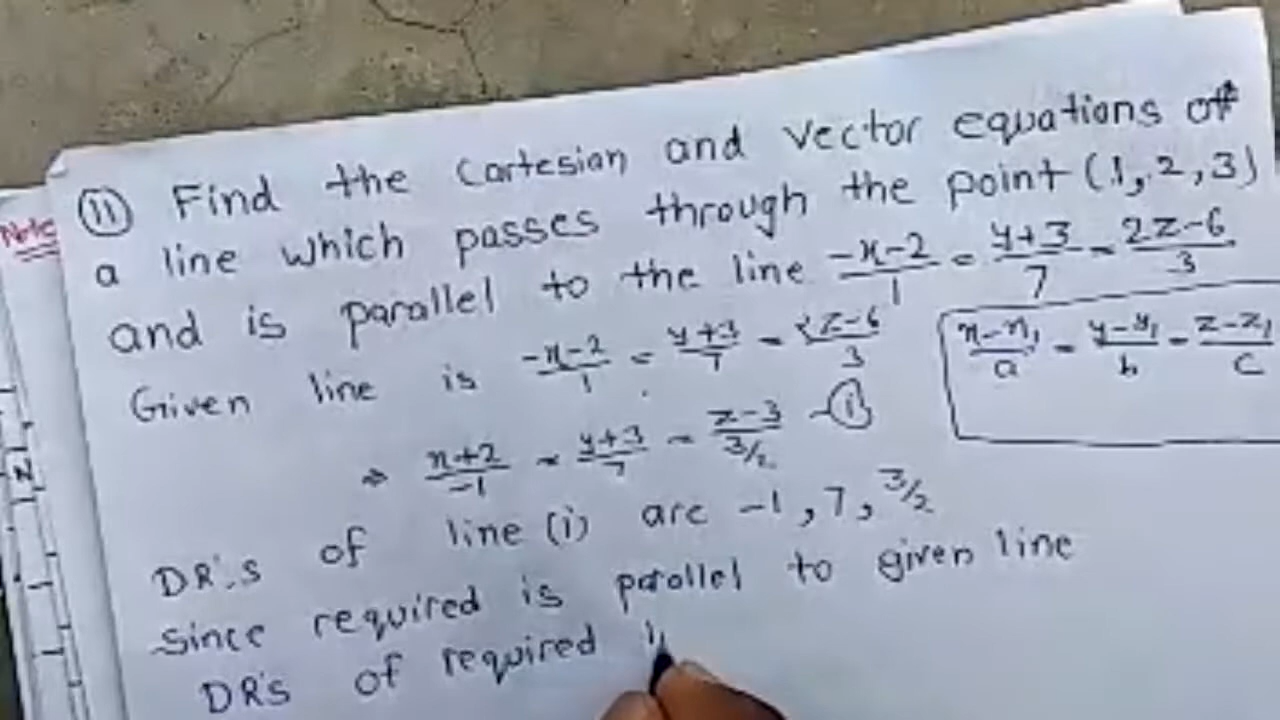 (11) Find the Cartesian and vector equations of
a line which passes through the point (1, 2, 3)
and is parallel to the line -x-2/1 = y+3/7 = 2z-6/3
Given line is -x-2/1 = y+3/7 = 2z-6/3
x-x1/a = y-y1/b = z-z1/c
⇒ x+2/-1 = y+3/7 = z-3/3/2 -(i)
DR's of line (i) are -1, 7, 3/2
Since required is parallel to given line
DR's of required
Note
N